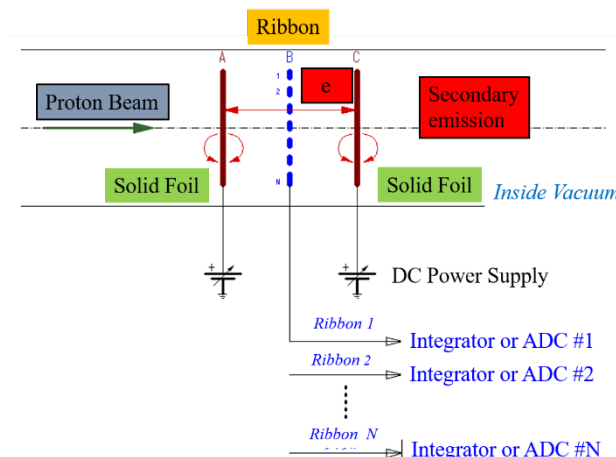 Ribbon
A B C
1
2
e
Proton Beam
Secondary
emission
Solid Foil
N
Solid Foil
Inside Vacuum
+
+
DC Power Supply
Ribbon 1
Integrator or ADC #1
Ribbon 2
Integrator or ADC #2
Ribbon N
Integrator or ADC #N